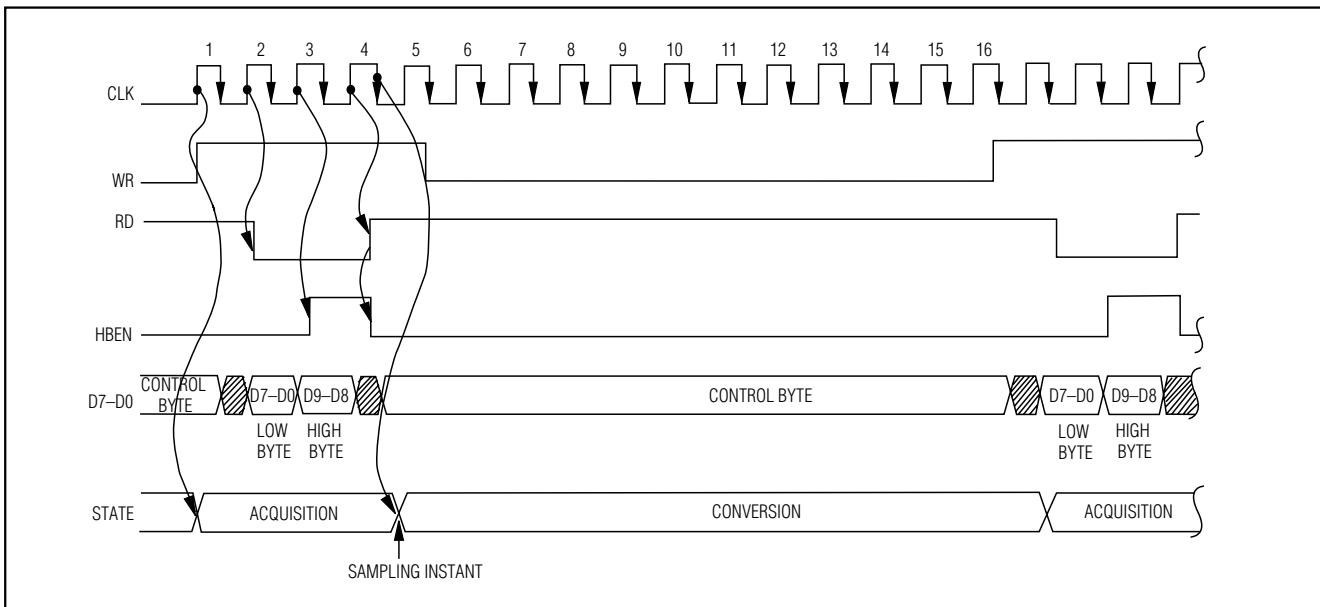 1 2 3 4 5 6 7 8 9 10 11 12 13 14 15 16
CLK
WR
RD
HBEN
D7–D0
CONTROL
BYTE
D7–D0
D9–D8
CONTROL BYTE
D7–D0
D9–D8
LOW
BYTE
HIGH
BYTE
LOW
BYTE
HIGH
BYTE
STATE
ACQUISITION
CONVERSION
ACQUISITION
SAMPLING INSTANT